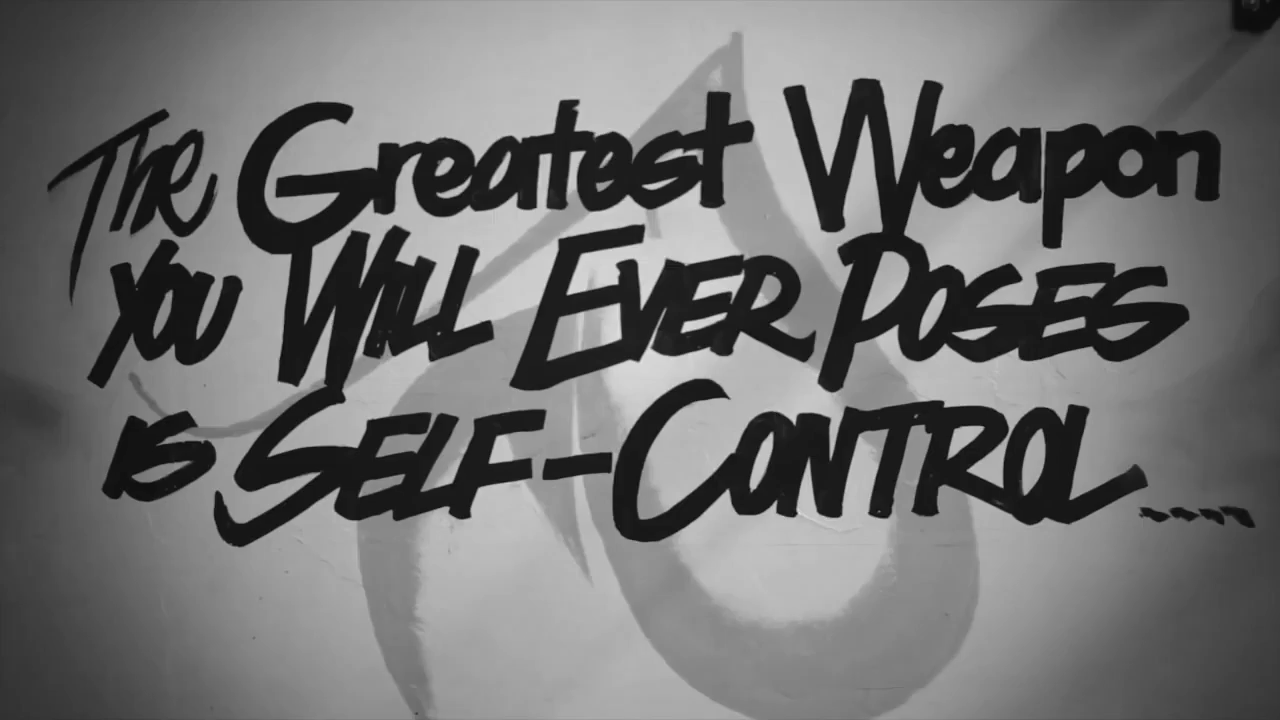 The Greatest Weapon
You Will Ever Poses
is Self-Control....